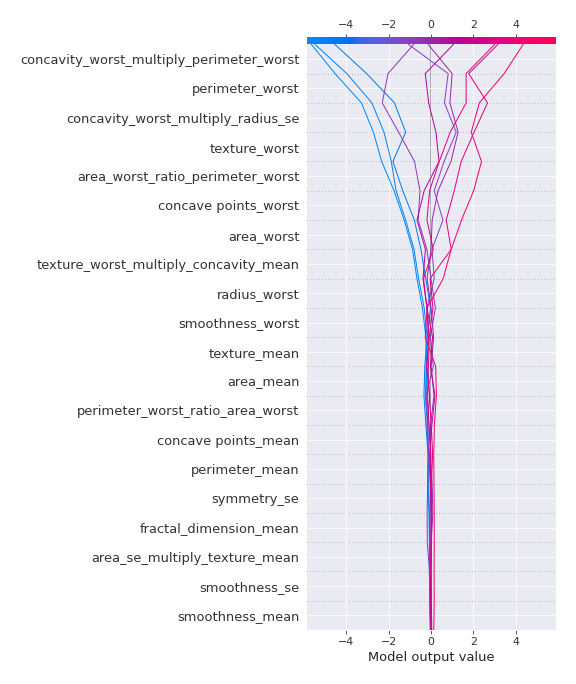 −4 −2 0 2 4
concavity_worst_multiply_perimeter_worst
perimeter_worst
concavity_worst_multiply_radius_se
texture_worst
area_worst_ratio_perimeter_worst
concave points_worst
area_worst
texture_worst_multiply_concavity_mean
radius_worst
smoothness_worst
texture_mean
area_mean
perimeter_worst_ratio_area_worst
concave points_mean
perimeter_mean
symmetry_se
fractal_dimension_mean
area_se_multiply_texture_mean
smoothness_se
smoothness_mean
−4 −2 0 2 4
Model output value